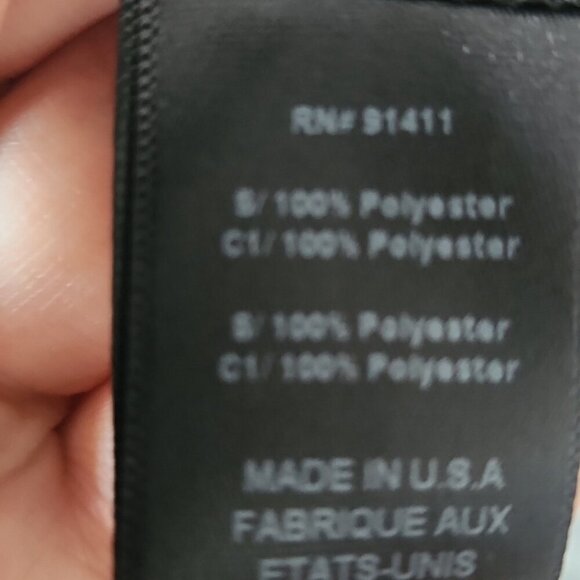 RN# 91411
S/ 100% Polyester
C1/ 100% Polyester
S/ 100% Polyester
C1/ 100% Polyester
MADE IN U.S.A
FABRIQUE AUX
ETATS-UNIS